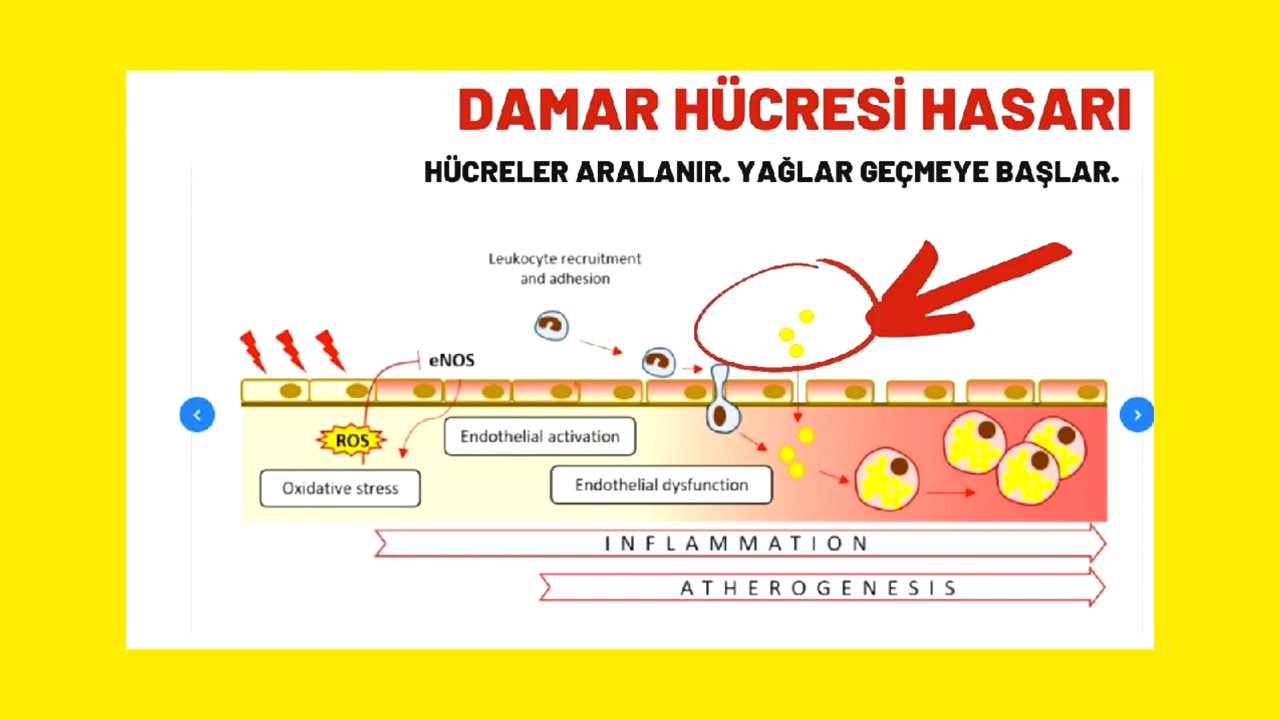 DAMAR HÜCRESİ HASARI
HÜCRELER ARALANIR. YAĞLAR GEÇMEYE BAŞLAR.
Leukocyte recruitment
and adhesion
eNOS
ROS
Endothelial activation
Oxidative stress
Endothelial dysfunction
INFLAMMATION
ATHEROGENESIS